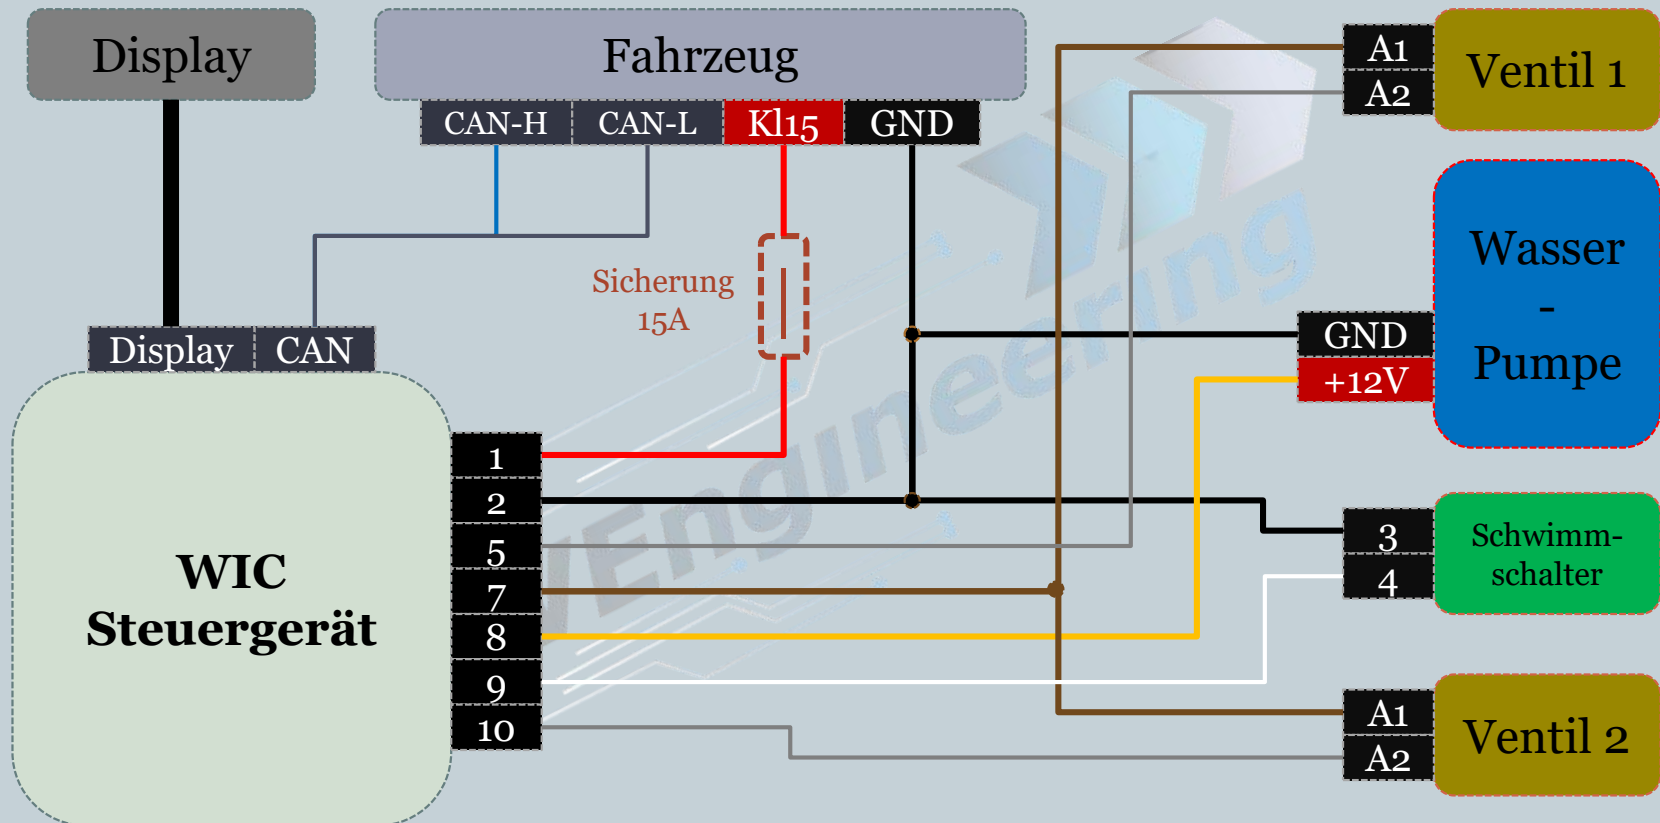 Display
Fahrzeug
CAN-H CAN-L Kl15 GND
A1
A2
Ventil 1
Sicherung
15A
Wasser
-
Pumpe
GND
+12V
Display CAN
WIC
Steuergerät
1
2
5
7
8
9
10
3
4
Schwimm-
schalter
A1
A2
Ventil 2
VEngineering